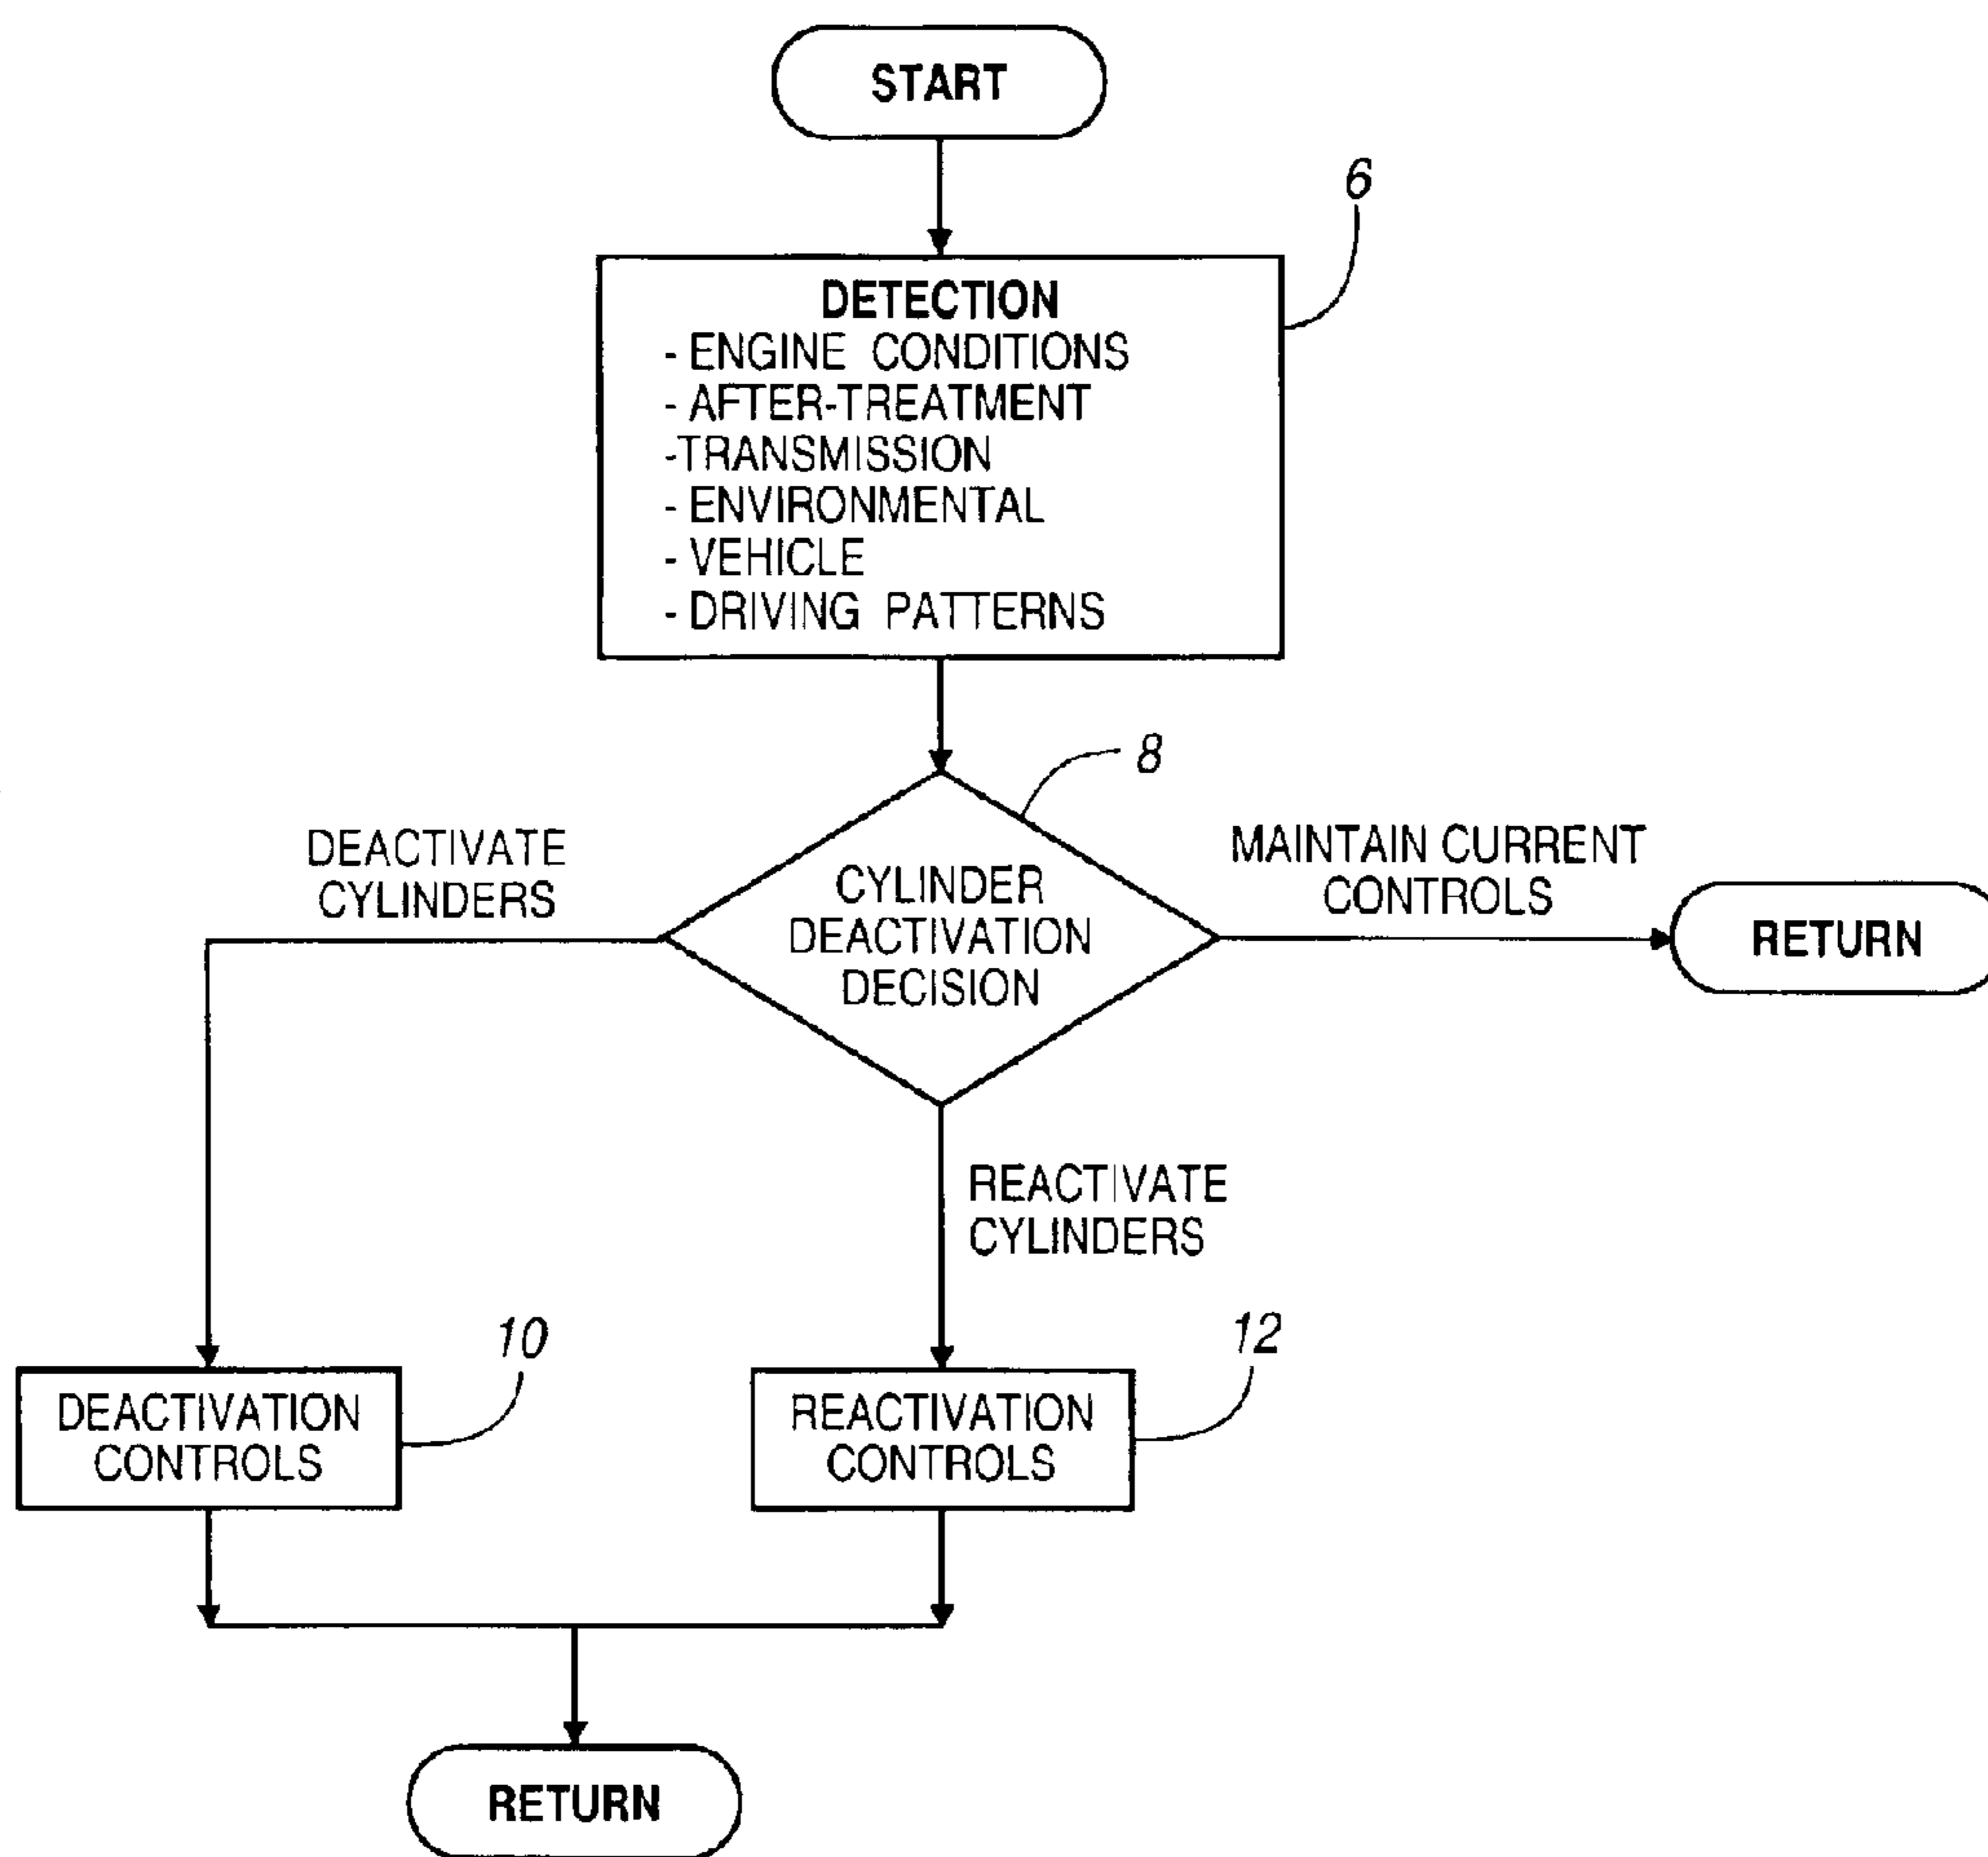 START
6
DETECTION
- ENGINE CONDITIONS
- AFTER-TREATMENT
-TRANSMISSION
- ENVIRONMENTAL
- VEHICLE
- DRIVING PATTERNS
8
DEACTIVATE
CYLINDERS
CYLINDER
DEACTIVATION
DECISION
MAINTAIN CURRENT
CONTROLS
RETURN
REACTIVATE
CYLINDERS
10
12
DEACTIVATION
CONTROLS
REACTIVATION
CONTROLS
RETURN